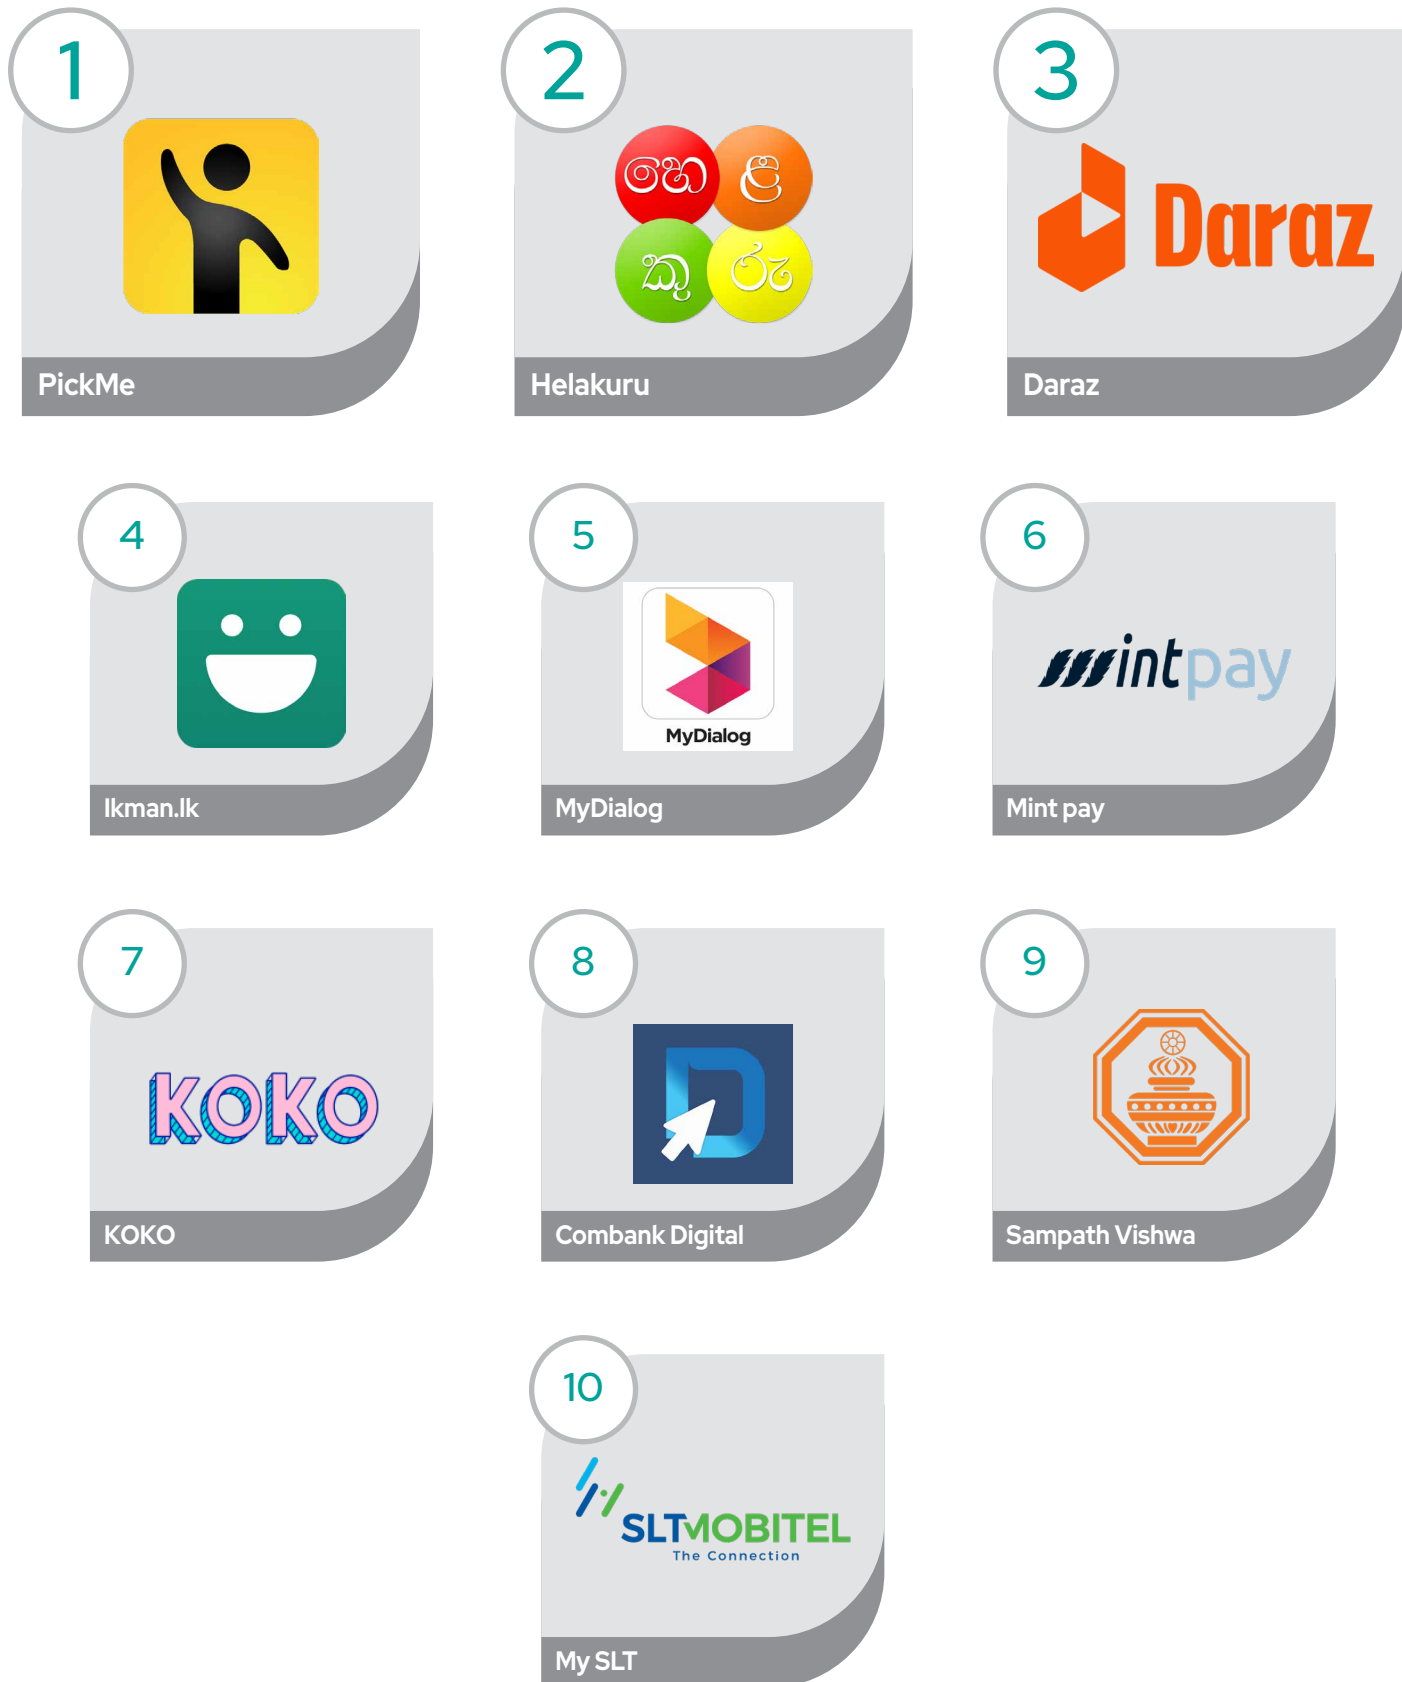 1
හෙ ළ
කු රු
PickMe
2
Helakuru
3
Daraz
Daraz
4
Ikman.lk
5
MyDialog
MyDialog
6
mintpay
Mint pay
7
KOKO
KOKO
8
Combank Digital
9
Sampath Vishwa
10
SLTMOBITEL
The Connection
My SLT